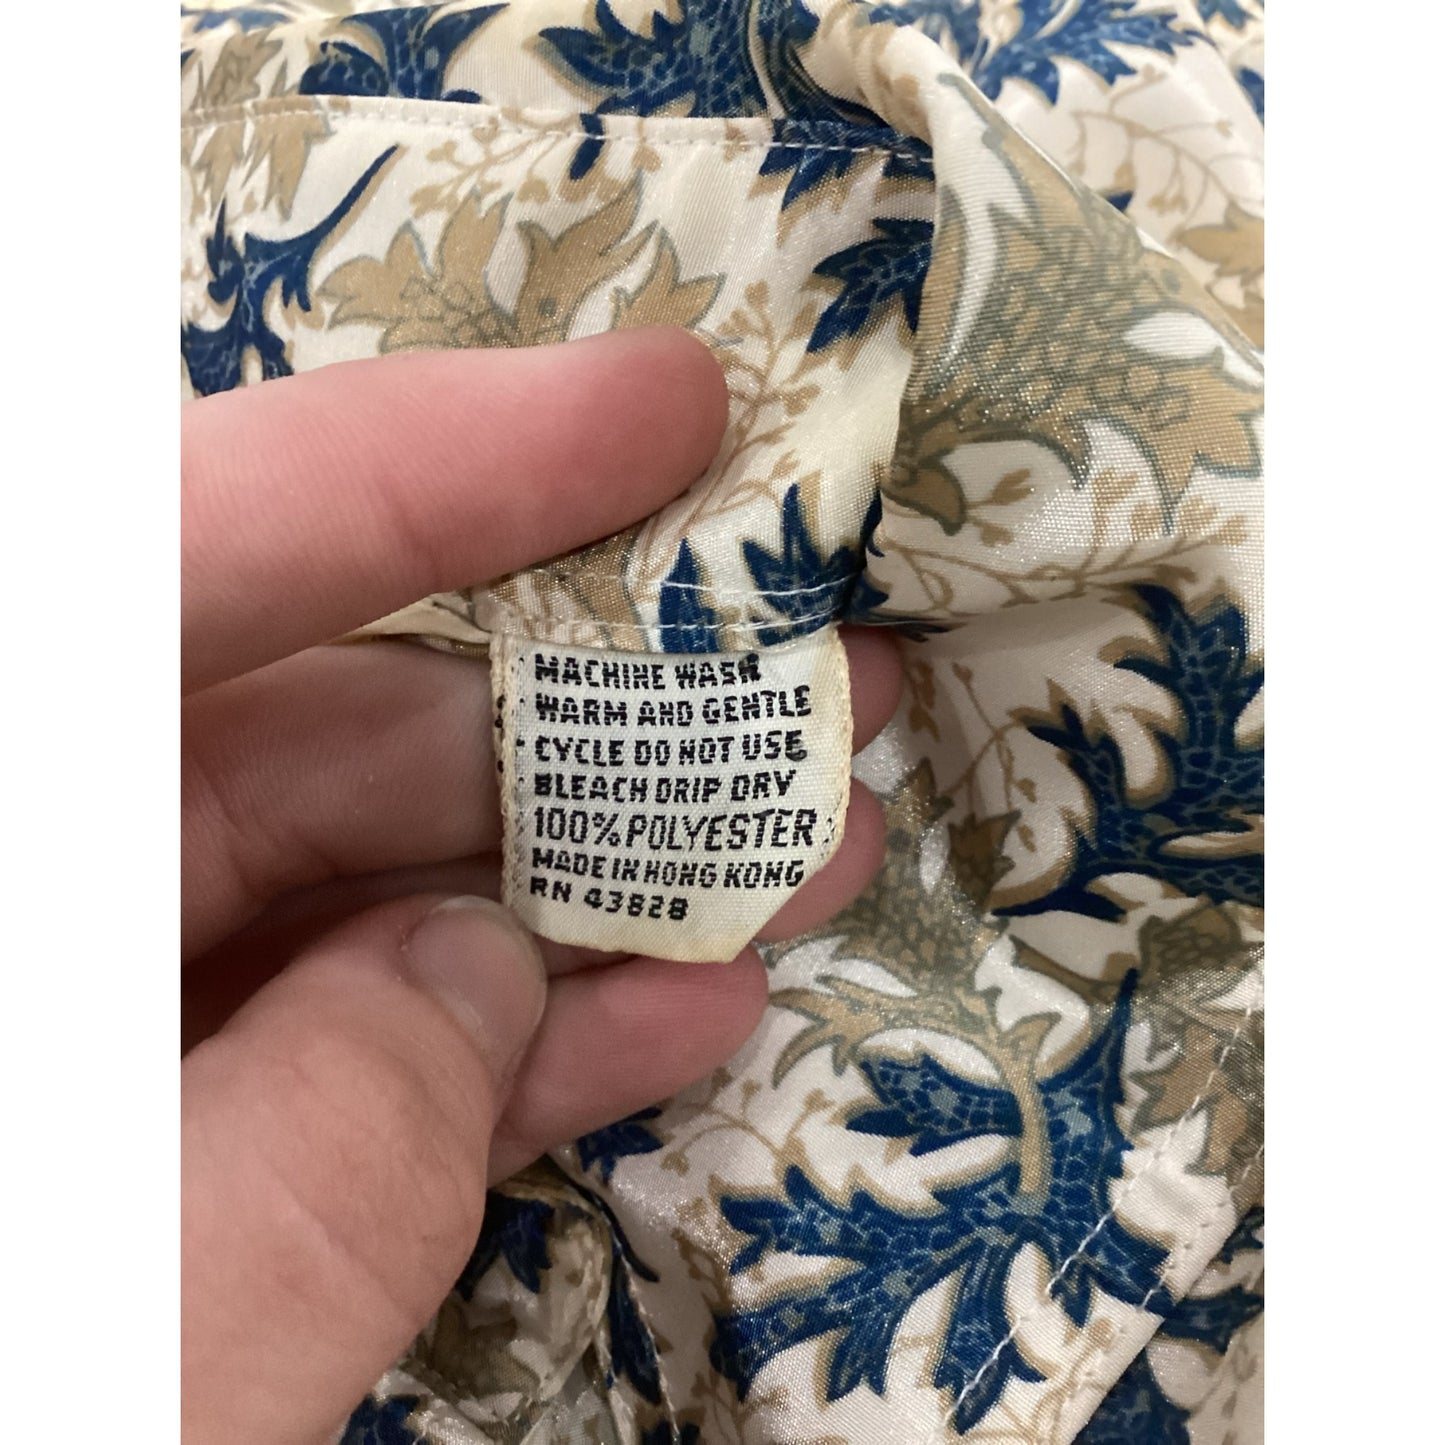 MACHINE WASH
WARM AND GENTLE
CYCLE DO NOT USE
BLEACH DRIP DRY
100% POLYESTER
MADE IN HONG KONG
RN 43828